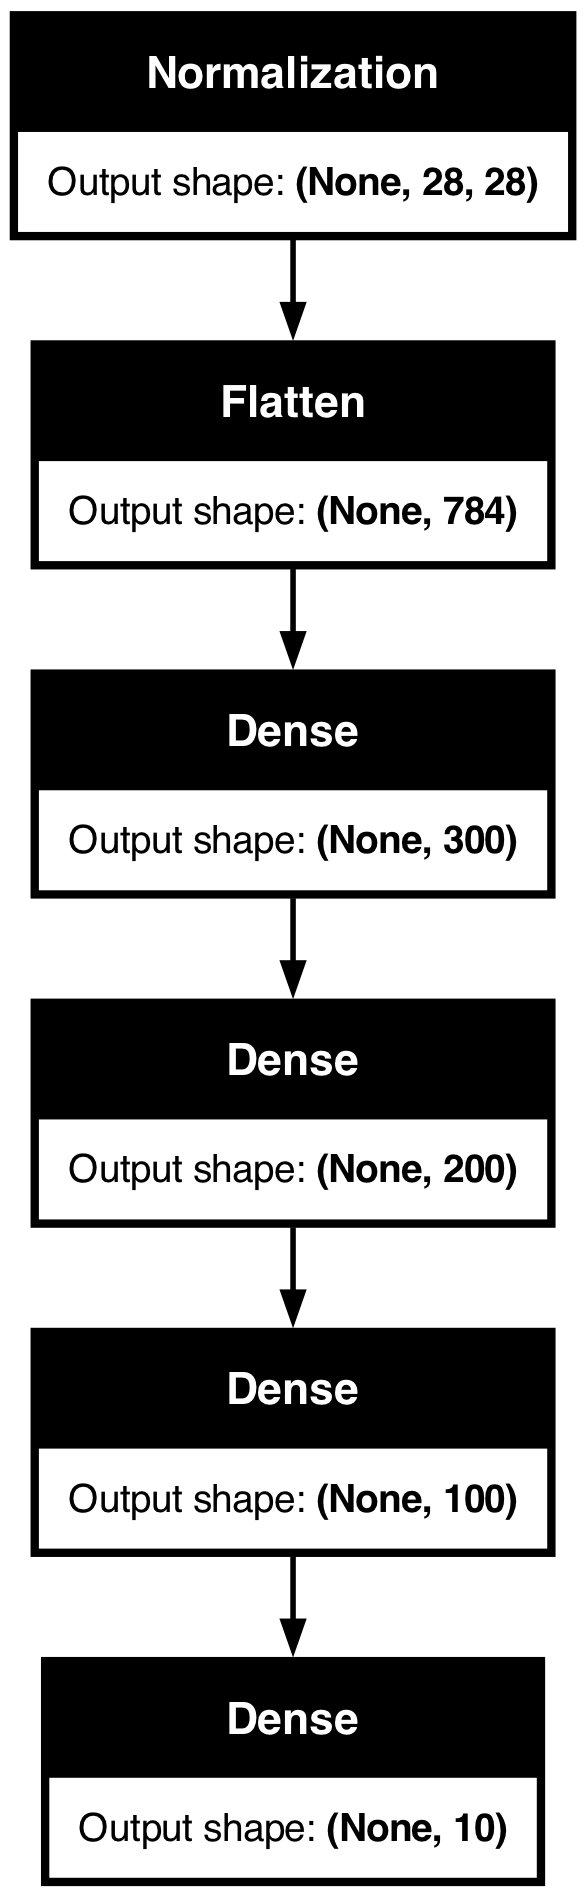 Normalization
Output shape: (None, 28, 28)
Flatten
Output shape: (None, 784)
Dense
Output shape: (None, 300)
Dense
Output shape: (None, 200)
Dense
Output shape: (None, 100)
Dense
Output shape: (None, 10)